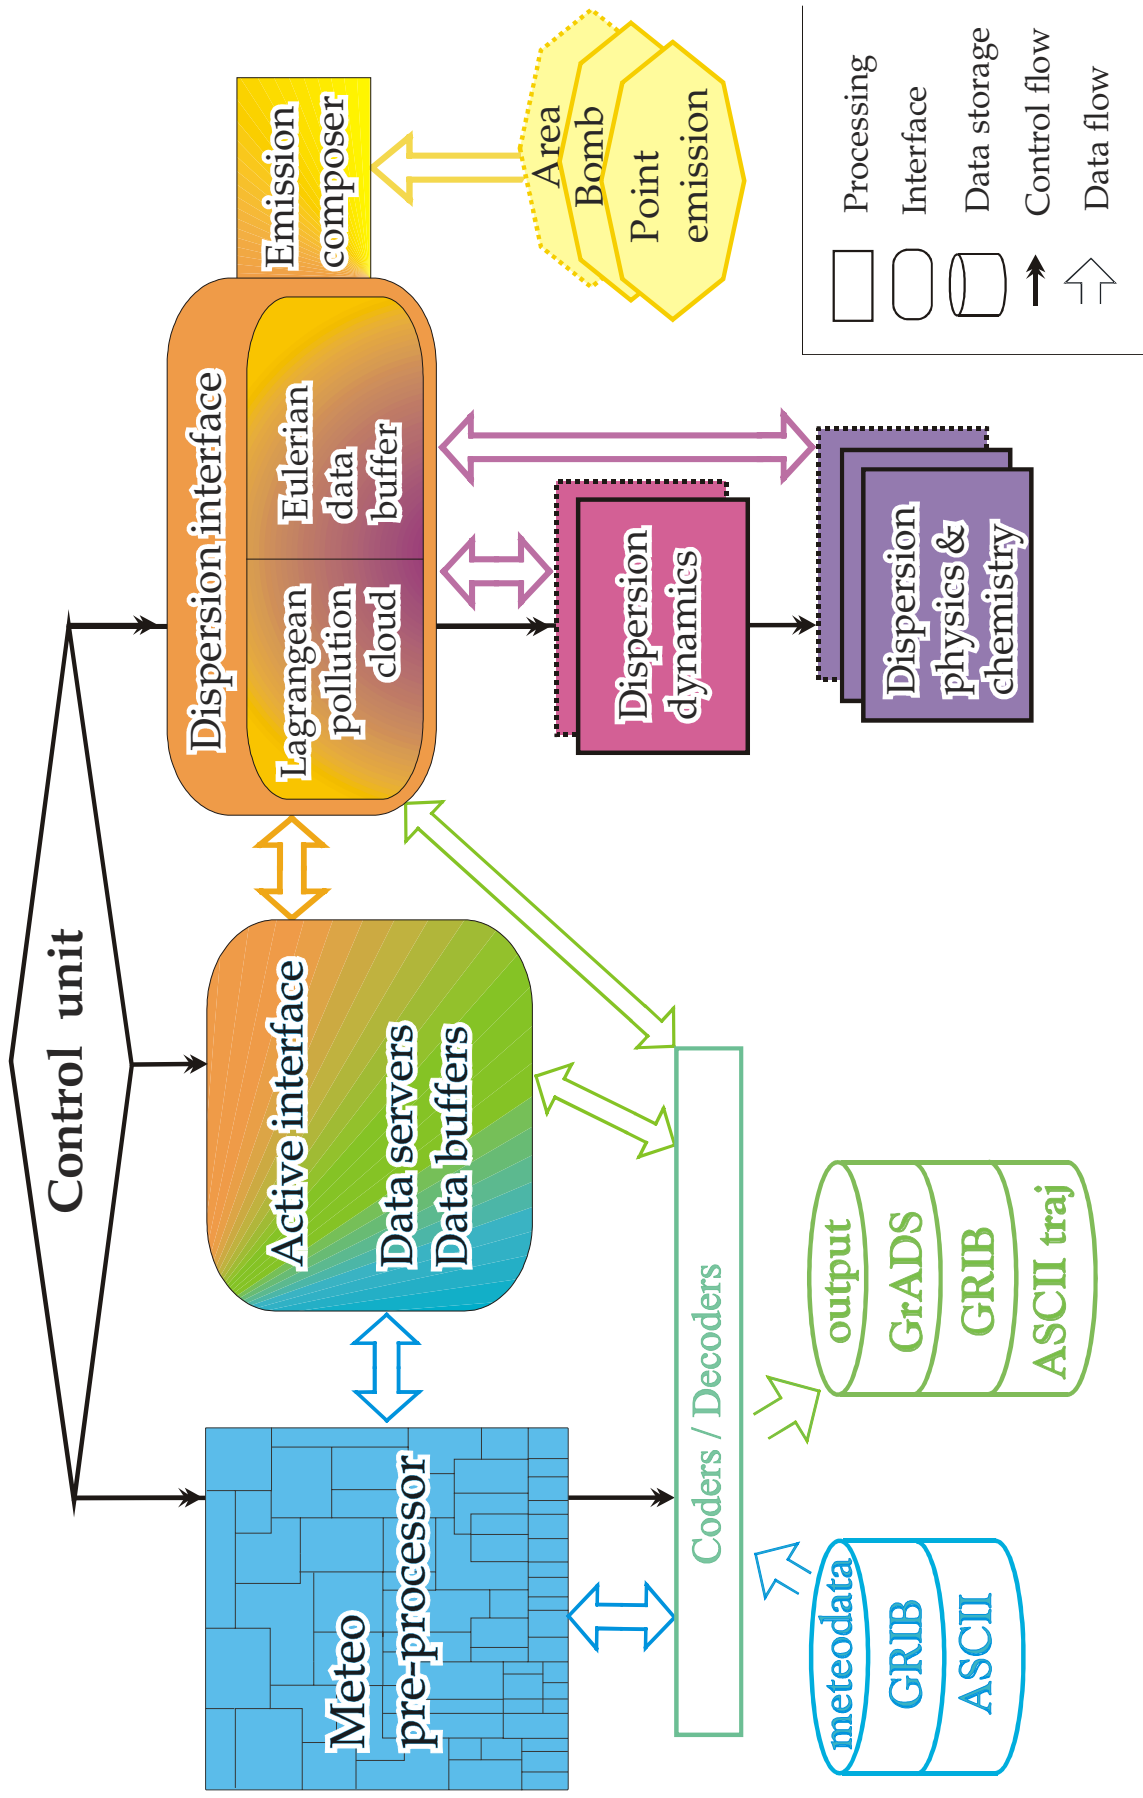 Control unit
Meteo
pre-processor
Active interface
Data servers
Data buffers
Dispersion interface
Lagrangean
pollution
cloud
Eulerian
data
buffer
Emission
composer
Area
Bomb
Point
emission
Dispersion
dynamics
Dispersion
physics &
chemistry
Coders / Decoders
meteodata
GRIB
ASCII
output
GrADS
GRIB
ASCII traj
Processing
Interface
Data storage
Control flow
Data flow